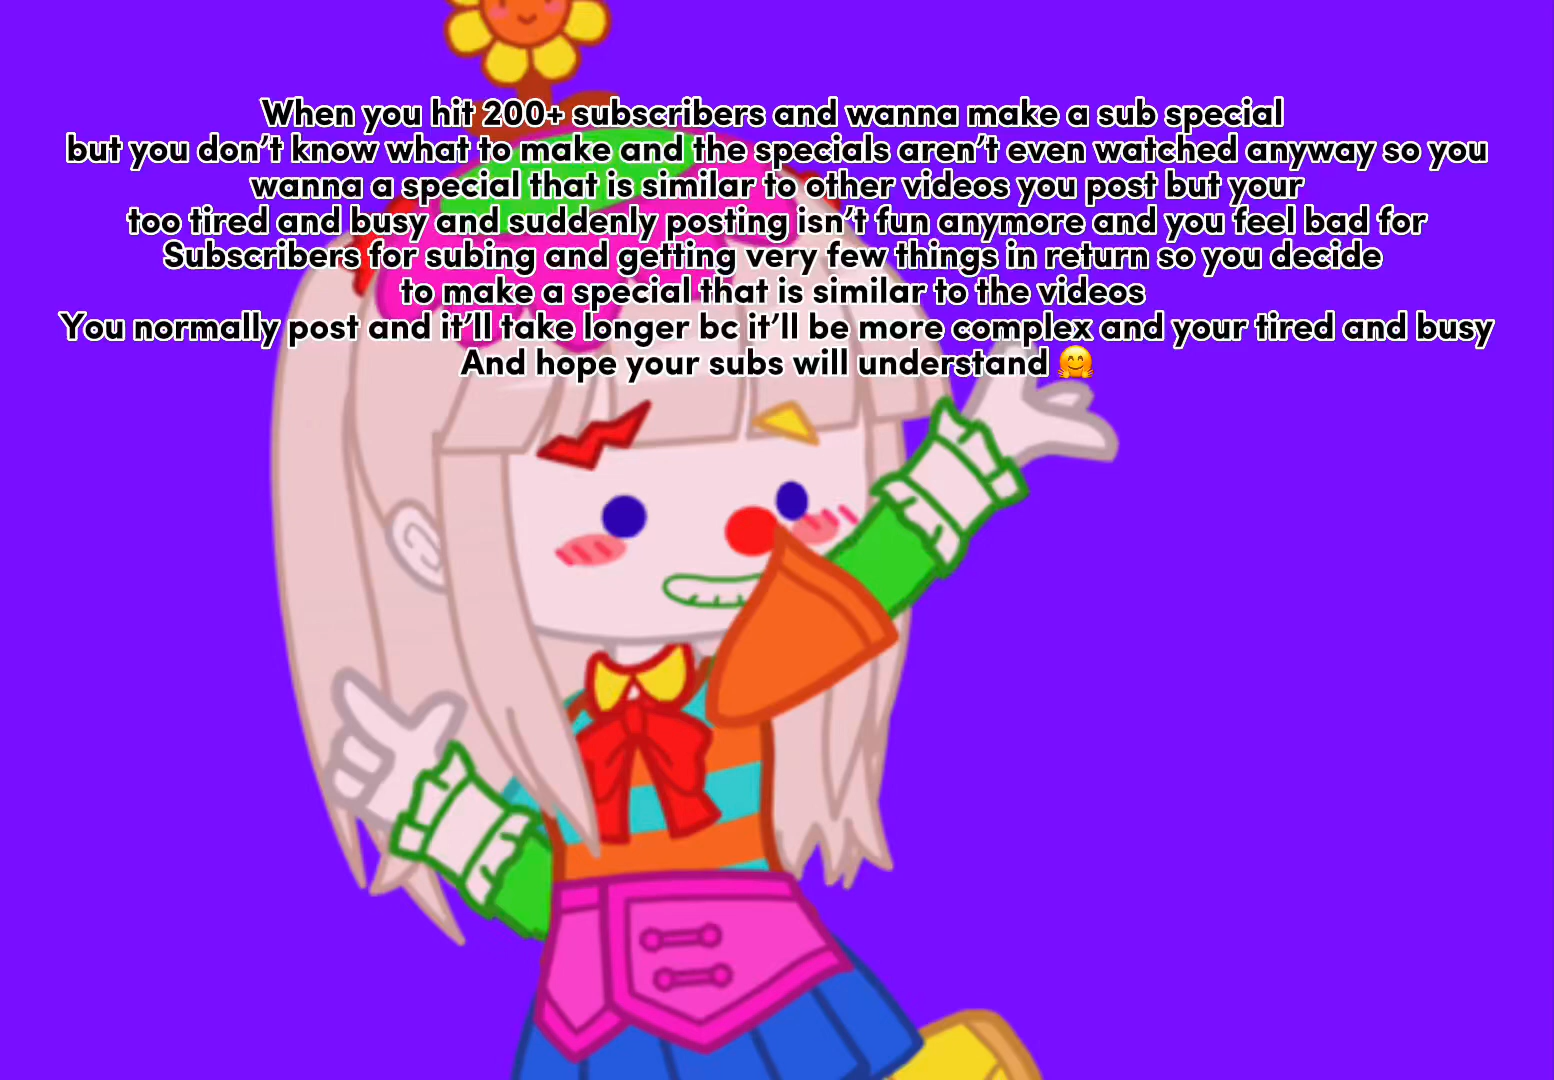 When you hit 200+ subscribers and wanna make a sub special
but you don't know what to make and the specials aren't even watched anyway so you
wanna a special that is similar to other videos you post but your
too tired and busy and suddenly posting isn't fun anymore and you feel bad for
Subscribers for subing and getting very few things in return so you decide
to make a special that is similar to the videos
You normally post and it'll take longer bc it'll be more complex and your tired and busy
And hope your subs will understand 🤗